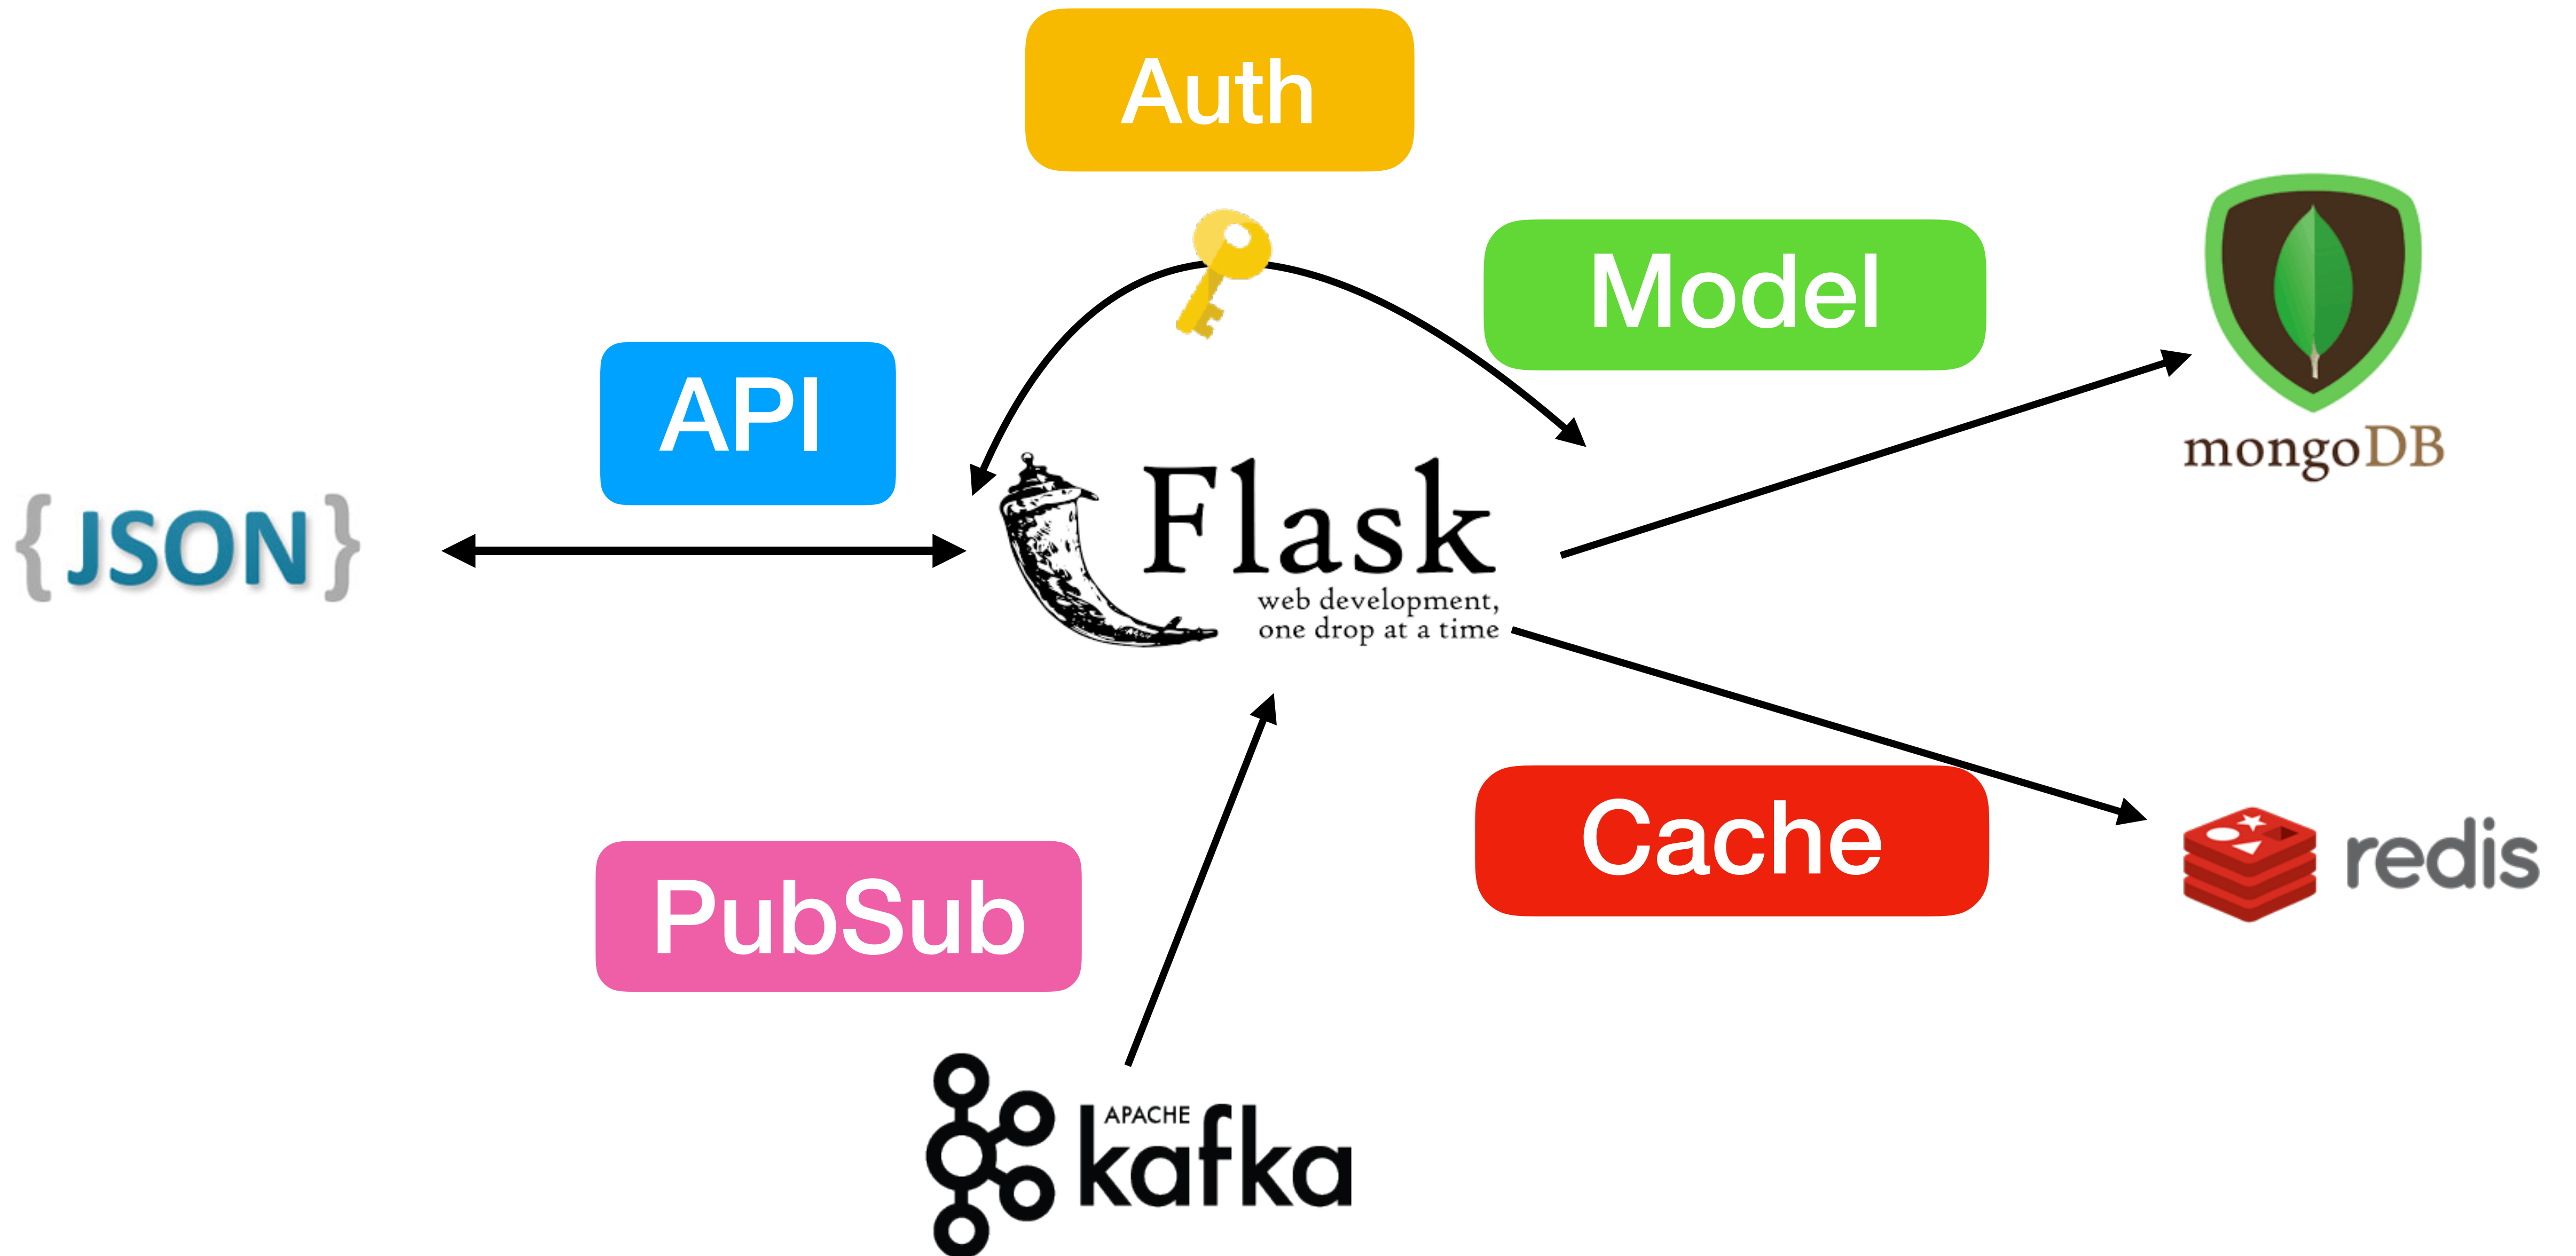 Auth
Model
API
{JSON}
Flask
web development,
one drop at a time
mongoDB
Cache
redis
PubSub
APACHE
kafka